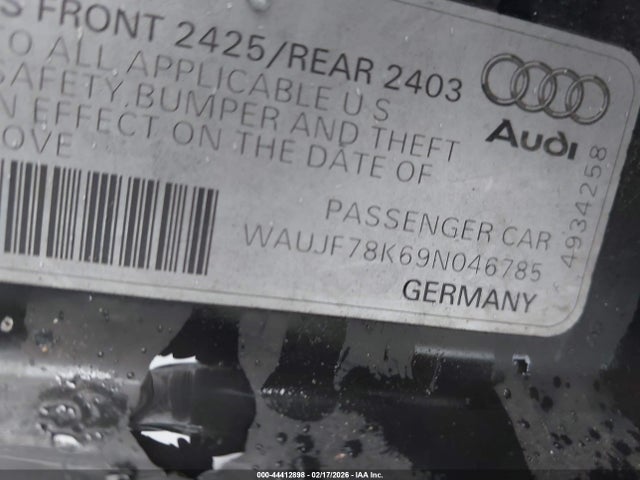 S FRONT 2425/REAR 2403
O ALL APPLICABLE U S
SAFETY, BUMPER AND THEFT
N EFFECT ON THE DATE OF
OVE
Audi
4934258
PASSENGER CAR
WAUJF78K69N046785
GERMANY
000-44412898 - 02/17/2026 - IAA Inc.